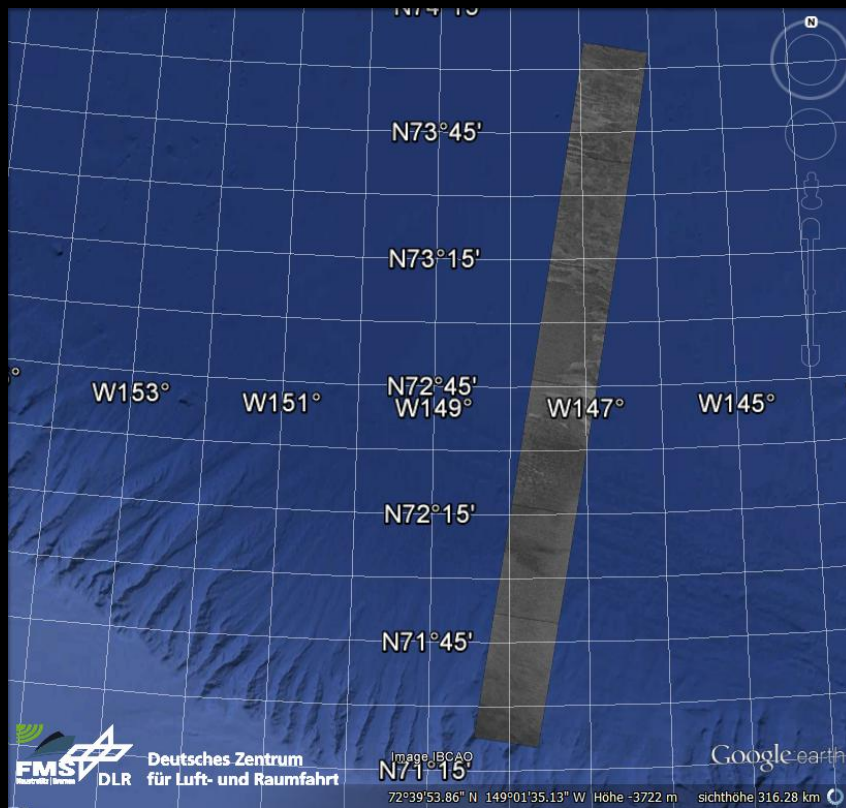 N74°15'
N
N73°45'
N73°15'
N72°45'
W153°
W151°
W149°
W147°
W145°
N72°15'
N71°45'
FMS
DLR
Deutsches Zentrum
für Luft- und Raumfahrt
Image IBCAO
N71°15'
Google earth
72°39'53.86" N 149°01'35.13" W Höhe -3722 m sichthöhe 316.28 km